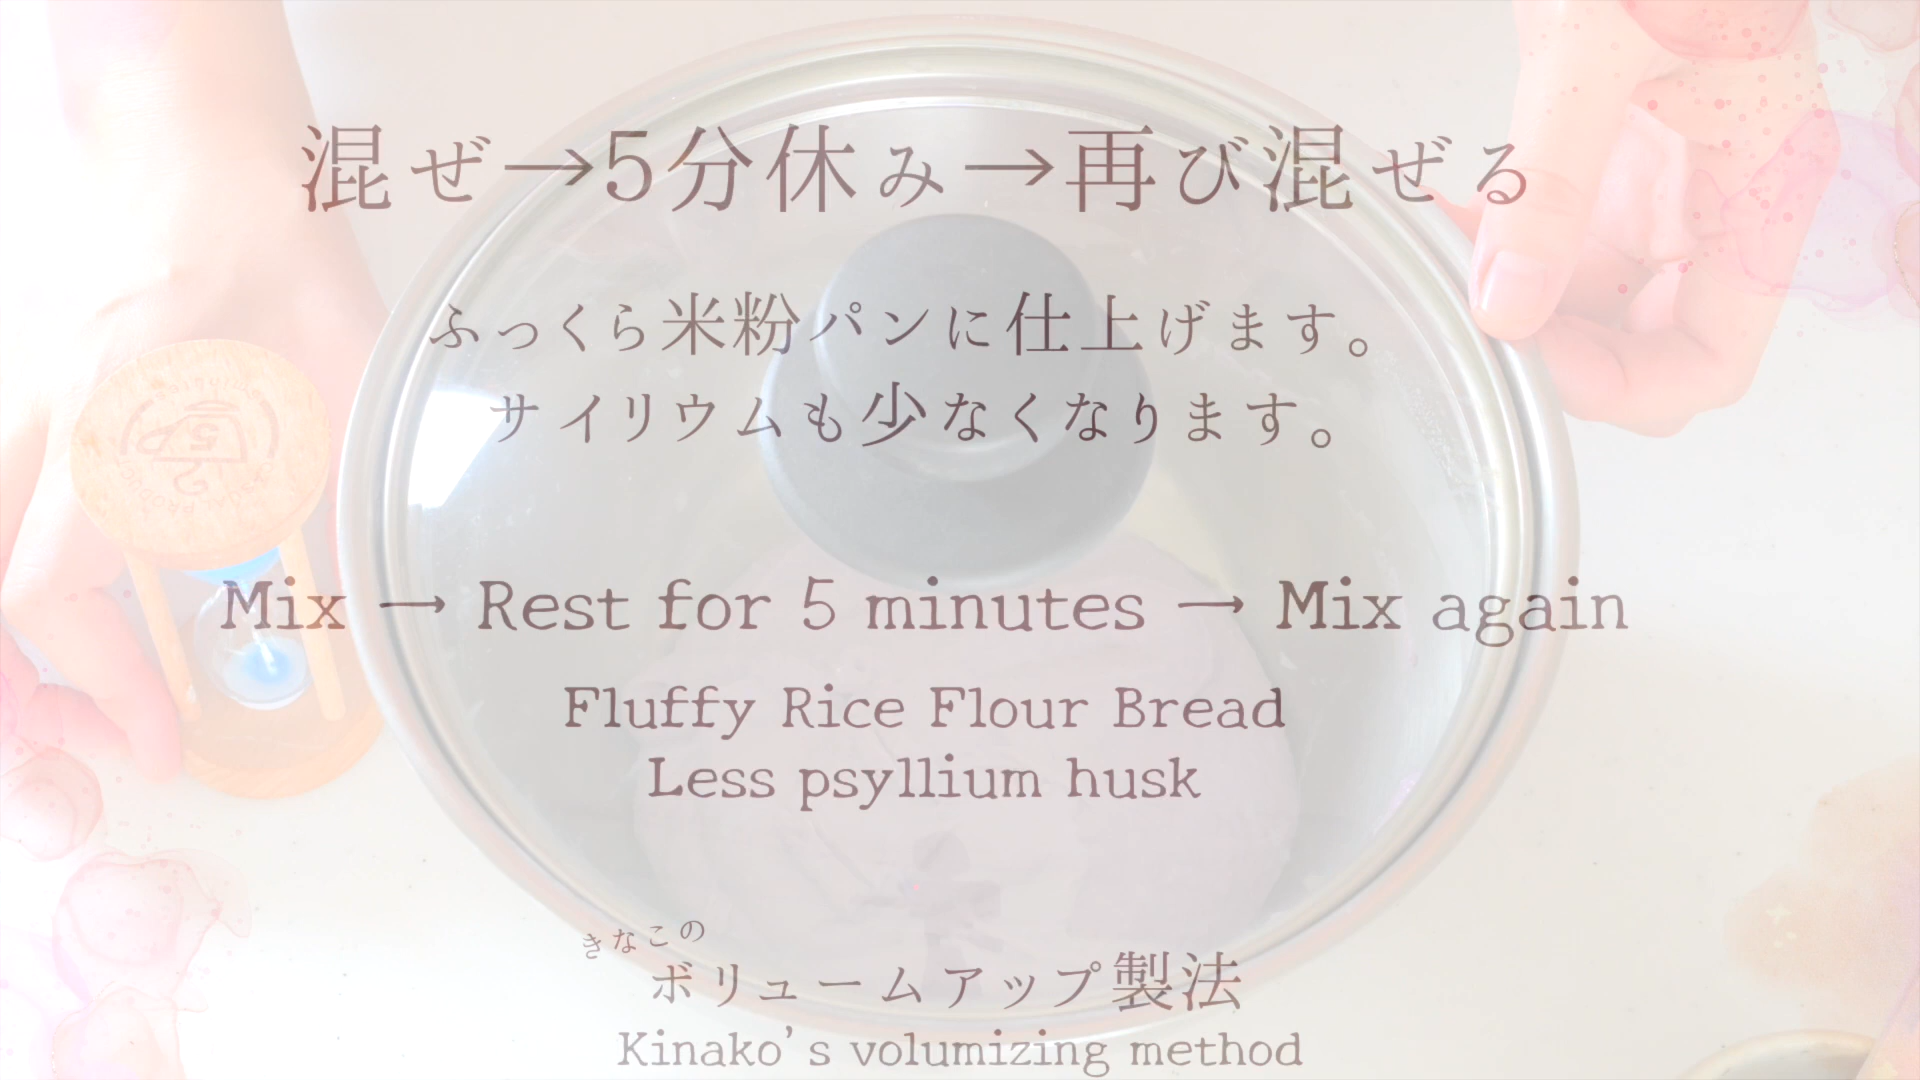 混ぜ→5分休み→再び混ぜる
ふっくら米粉パンに仕上げます。
サイリウムも少なくなります。
5
Mix → Rest for 5 minutes → Mix again
Fluffy Rice Flour Bread
Less psyllium husk
きなこの
ボリュームアップ製法
Kinako's volumizing method